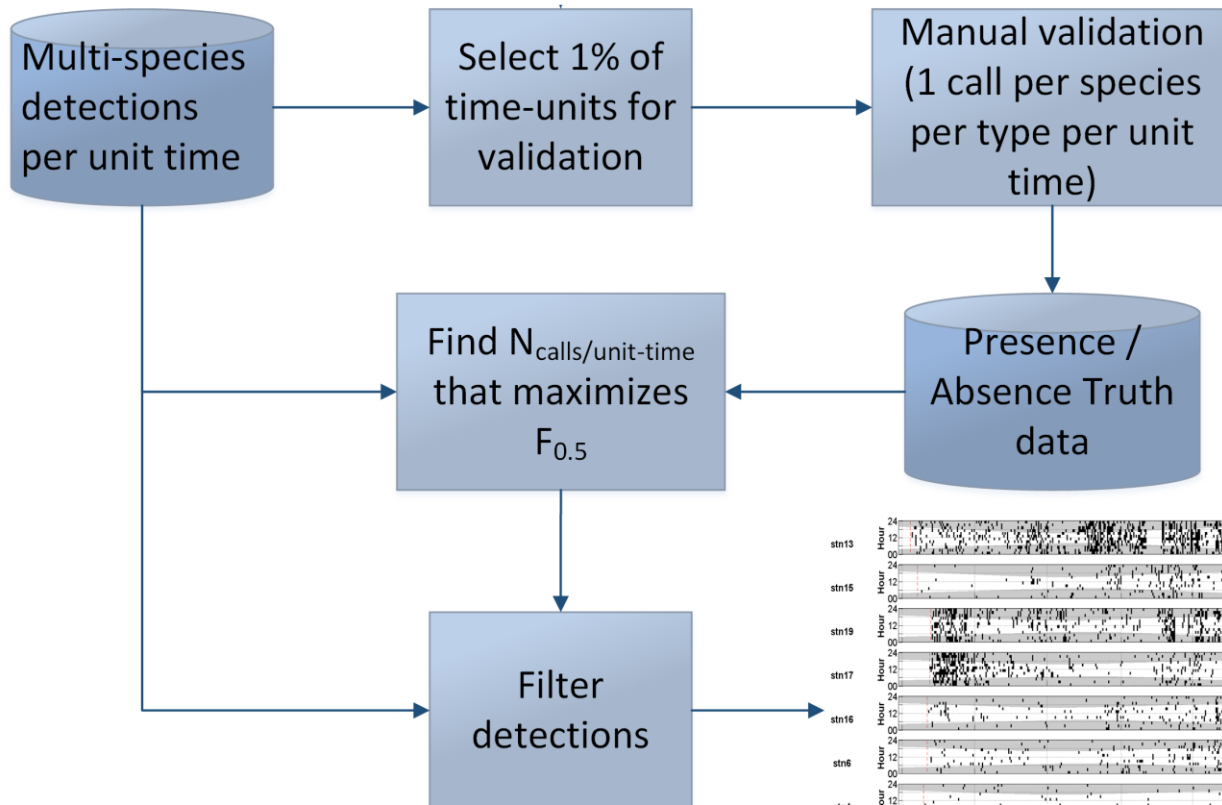 Multi-species
detections
per unit time
Select 1% of
time-units for
validation
Manual validation
(1 call per species
per type per unit
time)
Find Ncalls/unit-time
that maximizes
F0.5
Presence /
Absence Truth
data
Filter
detections
stn13
Hour
24
12
00
stn15
Hour
24
12
00
stn19
Hour
24
12
00
stn17
Hour
24
12
00
stn16
Hour
24
12
00
stn6
Hour
24
12
00
24
12